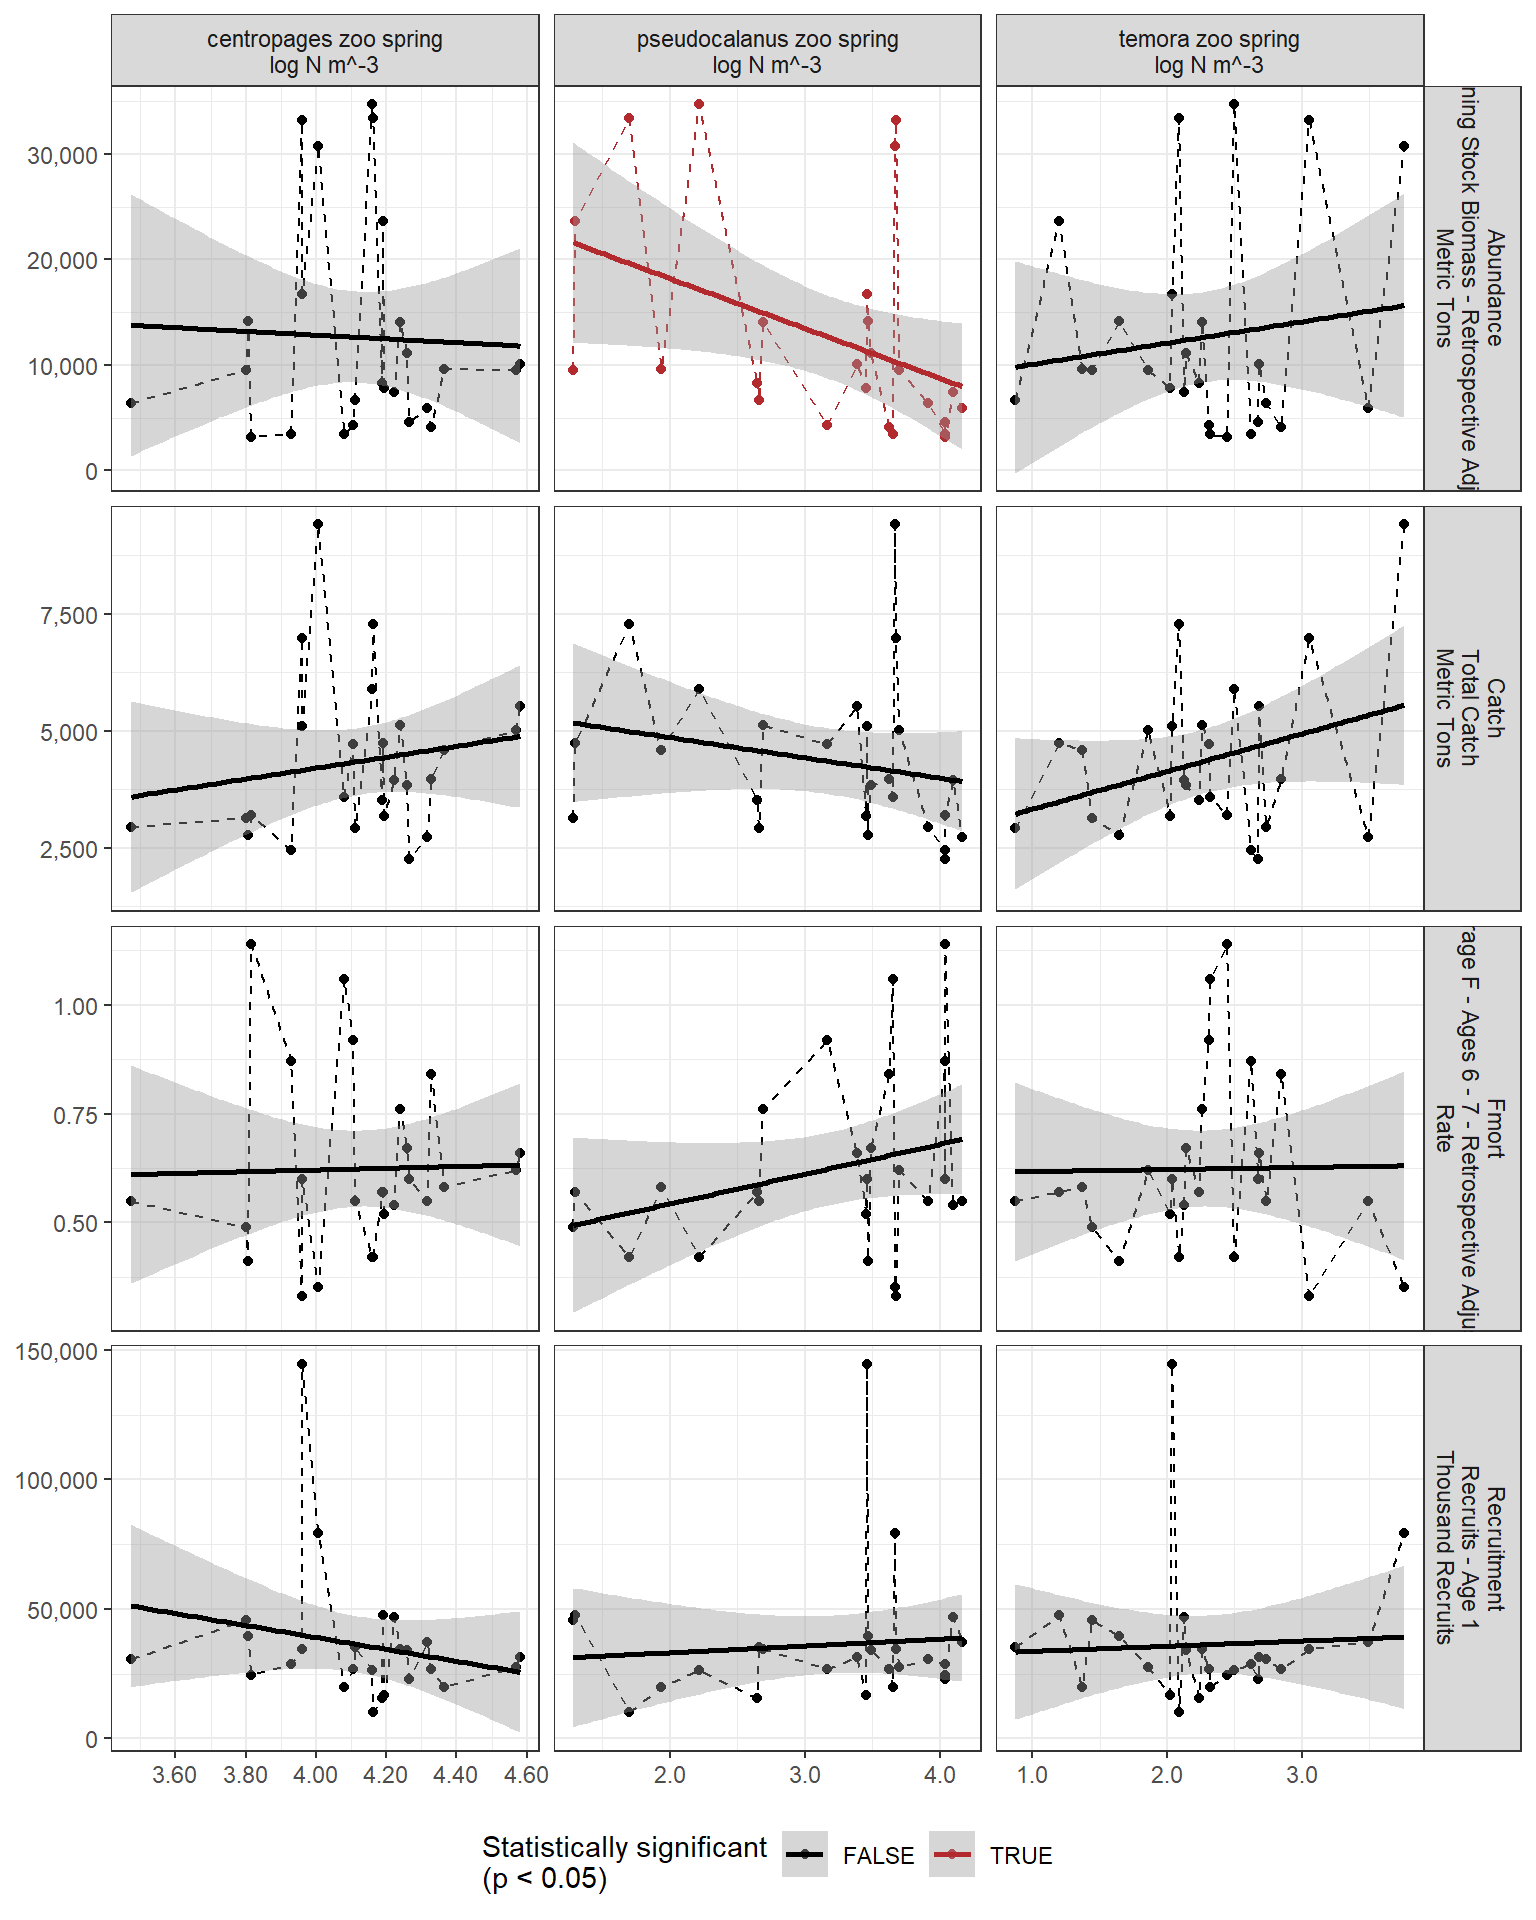 centropages zoo spring
log N m^-3
pseudocalanus zoo spring
log N m^-3
temora zoo spring
log N m^-3
30,000
20,000
10,000
0
Abundance
ning Stock Biomass - Retrospective Adj
Metric Tons
7,500
5,000
2,500
Catch
Total Catch
Metric Tons
1.00
0.75
0.50
Fmort
rage F - Ages 6 - 7 - Retrospective Adju
Rate
150,000
100,000
50,000
0
Recruitment
Recruits - Age 1
Thousand Recruits
3.60 3.80 4.00 4.20 4.40 4.60
2.0 3.0 4.0
1.0 2.0 3.0
Statistically significant
(p < 0.05)
FALSE
TRUE